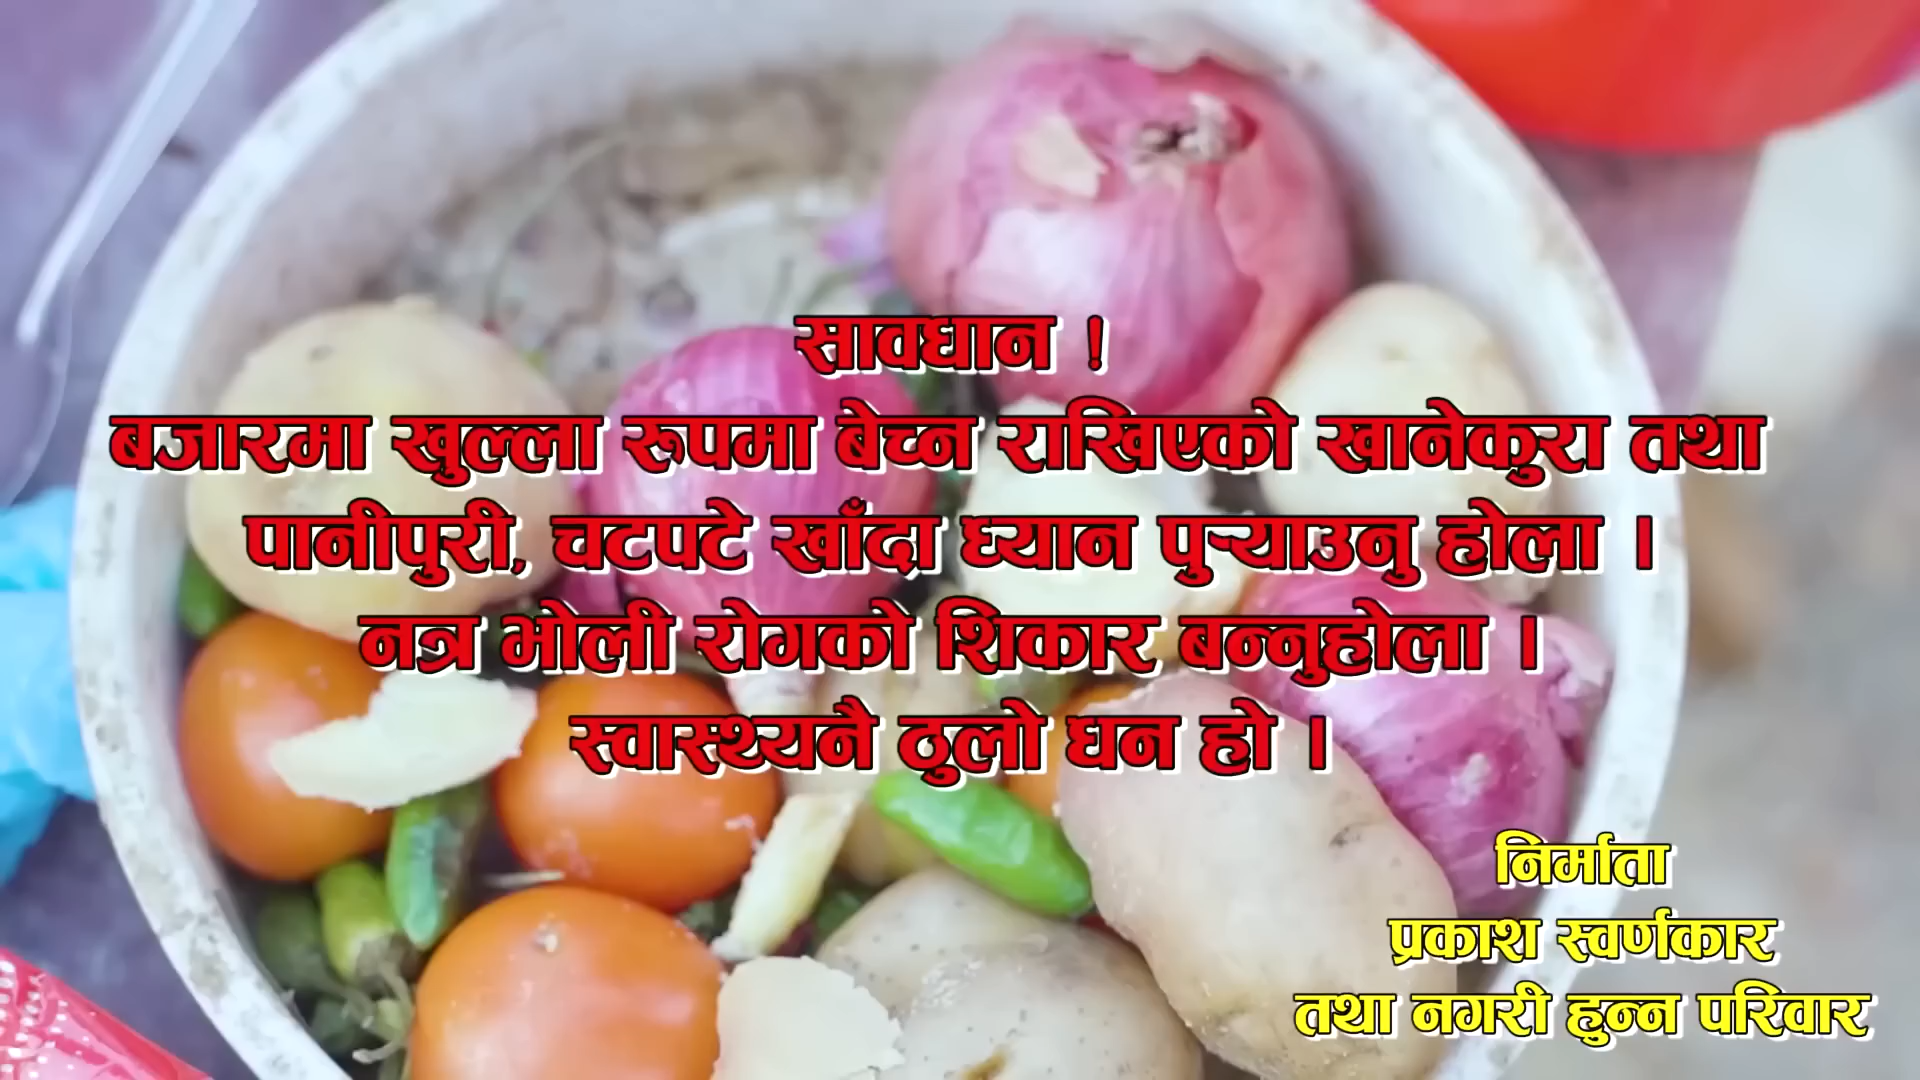 सावधान !
बजारमा खुल्ला रुपमा बेच्न राखिएको खानेकुरा तथा
पानीपुरी, चटपटे खाँदा ध्यान पुऱ्याउनु होला ।
नत्र भोली रोगको शिकार बन्नुहोला ।
स्वास्थ्यनै ठुलो धन हो ।
निर्माता
प्रकाश स्वर्णकार
तथा नगरी हुन्न परिवार